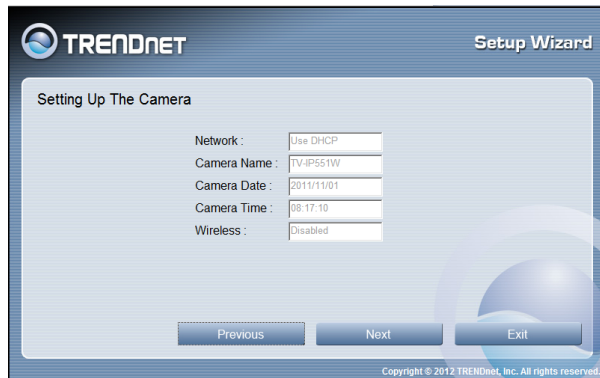 TRENDNET
Setup Wizard
Setting Up The Camera
Network : Use DHCP
Camera Name : TV-IP551W
Camera Date : 2011/11/01
Camera Time : 08:17:10
Wireless : Disabled
Previous Next Exit
Copyright © 2012 TRENDnet, Inc. All rights reserved.